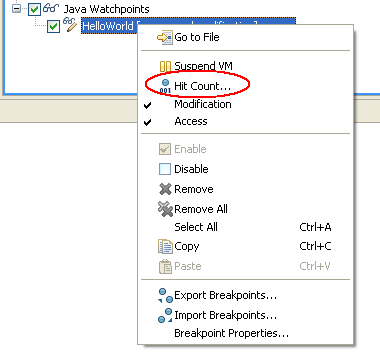 Java Watchpoints
HelloWorld
Go to File
Suspend VM
Hit Count...
Modification
Access
Enable
Disable
Remove
Remove All
Select All Ctrl+A
Copy Ctrl+C
Paste Ctrl+V
Export Breakpoints...
Import Breakpoints...
Breakpoint Properties...